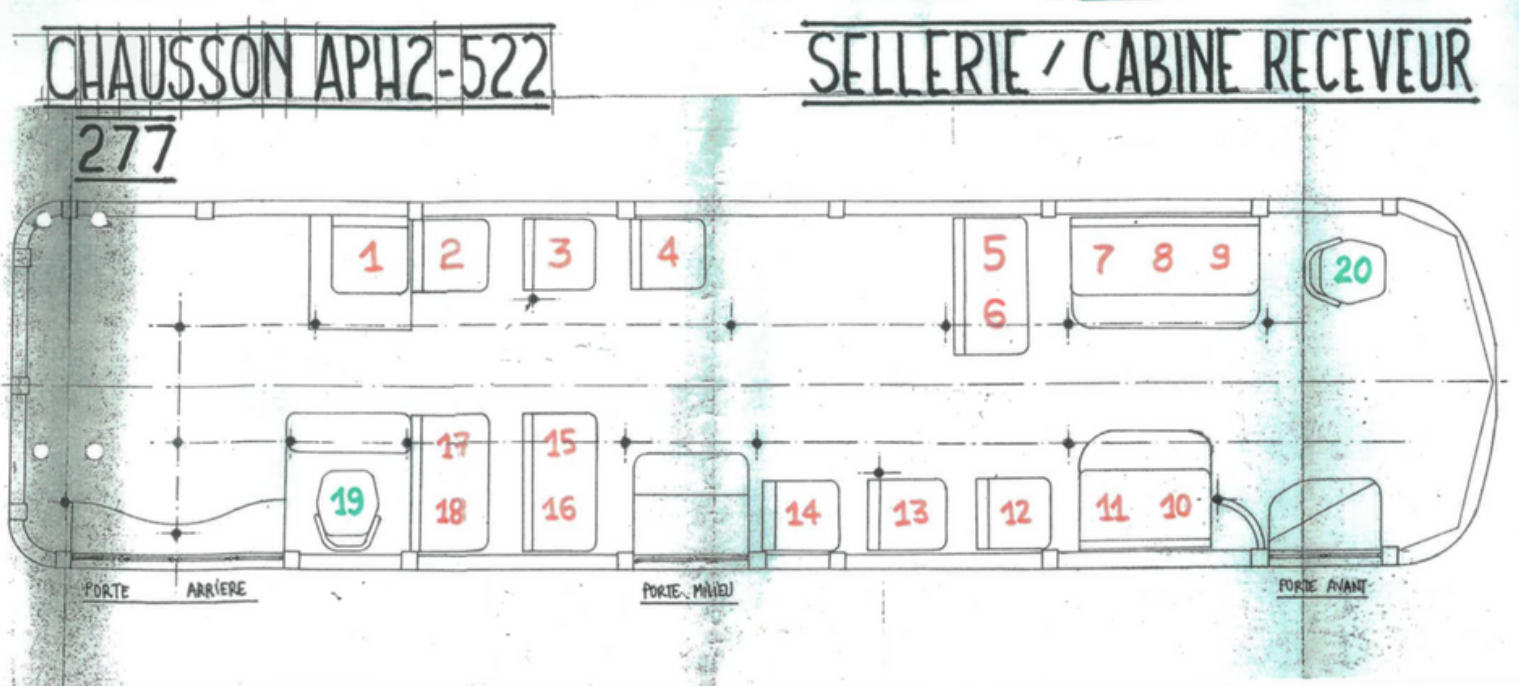 CHAUSSON APH2-522
SELLERIE / CABINE RECEVEUR
277
1 2 3 4 5 7 8 9 20
6
17 15
19 18 16 14 13 12 11 10
PORTE ARRIERE
PORTE MILIEU
PORTE AVANT